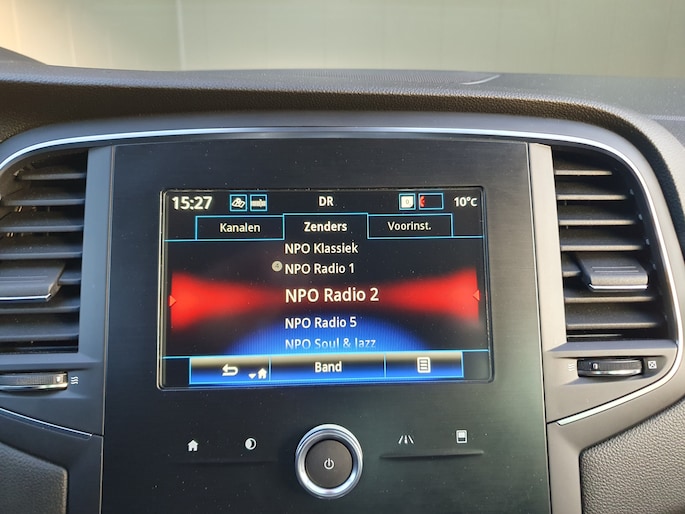 15:27 DR 10°c
Kanalen Zenders Voorinst.
NPO Klassiek
NPO Radio 1
NPO Radio 2
NPO Radio 5
NPO Soul & Jazz
Band